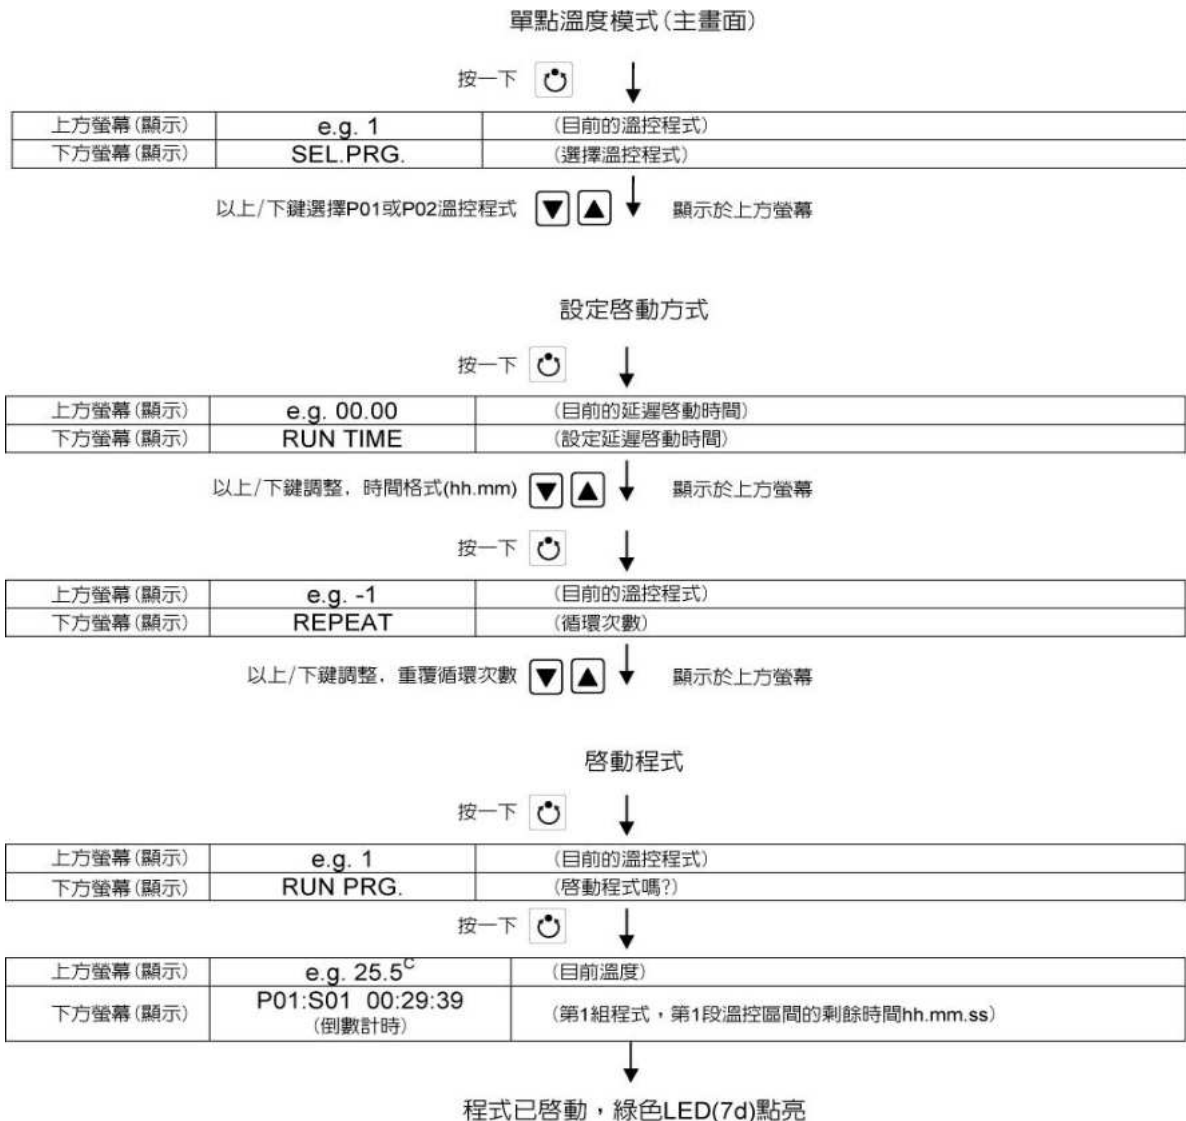 單點溫度模式(主畫面)
按一下
上方螢幕(顯示) e.g. 1 (目前的溫控程式)
下方螢幕(顯示) SEL.PRG. (選擇溫控程式)
以上/下鍵選擇P01或P02溫控程式 顯示於上方螢幕
設定啓動方式
按一下
上方螢幕(顯示) e.g. 00.00 (目前的延遲啓動時間)
下方螢幕(顯示) RUN TIME (設定延遲啓動時間)
以上/下鍵調整, 時間格式(hh.mm) 顯示於上方螢幕
按一下
上方螢幕(顯示) e.g. -1 (目前的溫控程式)
下方螢幕(顯示) REPEAT (循環次數)
以上/下鍵調整, 重覆循環次數 顯示於上方螢幕
啓動程式
按一下
上方螢幕(顯示) e.g. 1 (目前的溫控程式)
下方螢幕(顯示) RUN PRG. (啓動程式嗎?)
按一下
上方螢幕(顯示) e.g. 25.5C (目前溫度)
下方螢幕(顯示) P01:S01 00:29:39 (第1組程式，第1段溫控區間的剩餘時間hh.mm.ss)
(倒數計時)
程式已啓動，綠色LED(7d)點亮